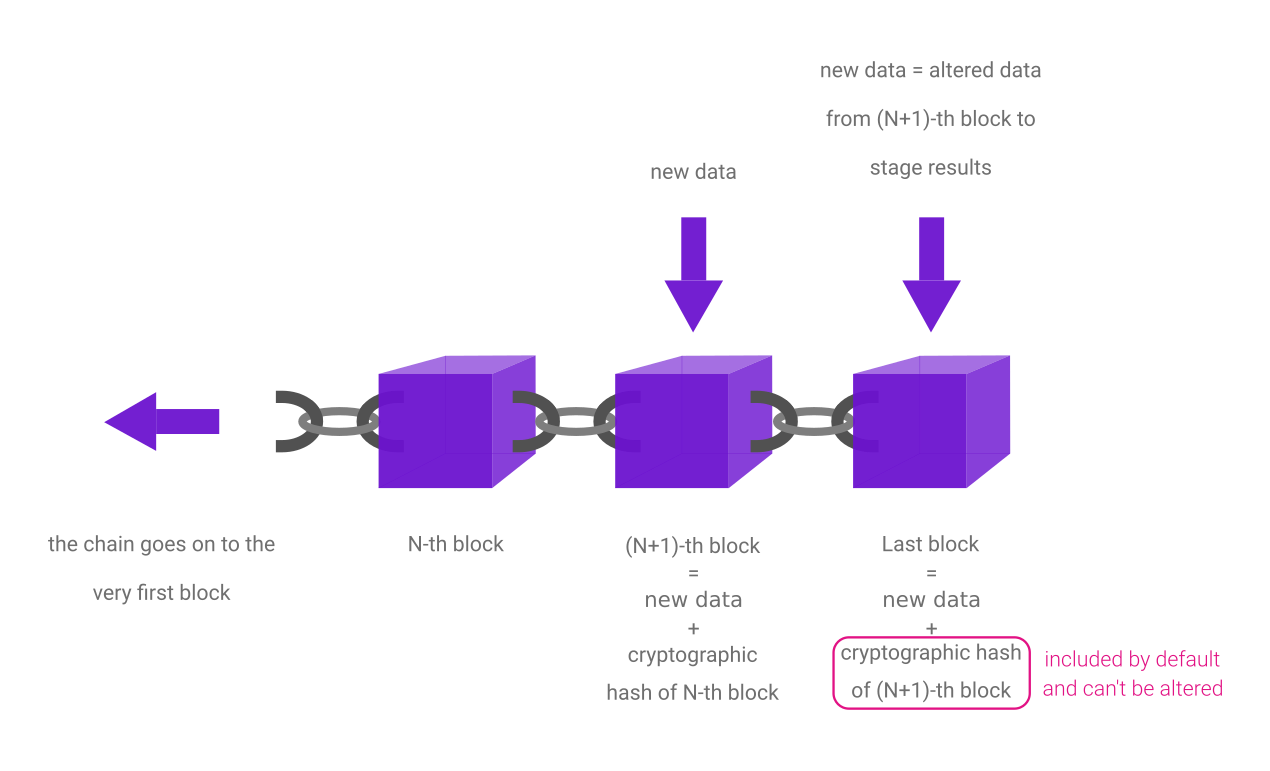 new data = altered data
from (N+1)-th block to
stage results
new data
the chain goes on to the
very first block
N-th block
(N+1)-th block
=
new data
+
cryptographic
hash of N-th block
Last block
=
new data
+
cryptographic hash
of (N+1)-th block
included by default
and can't be altered